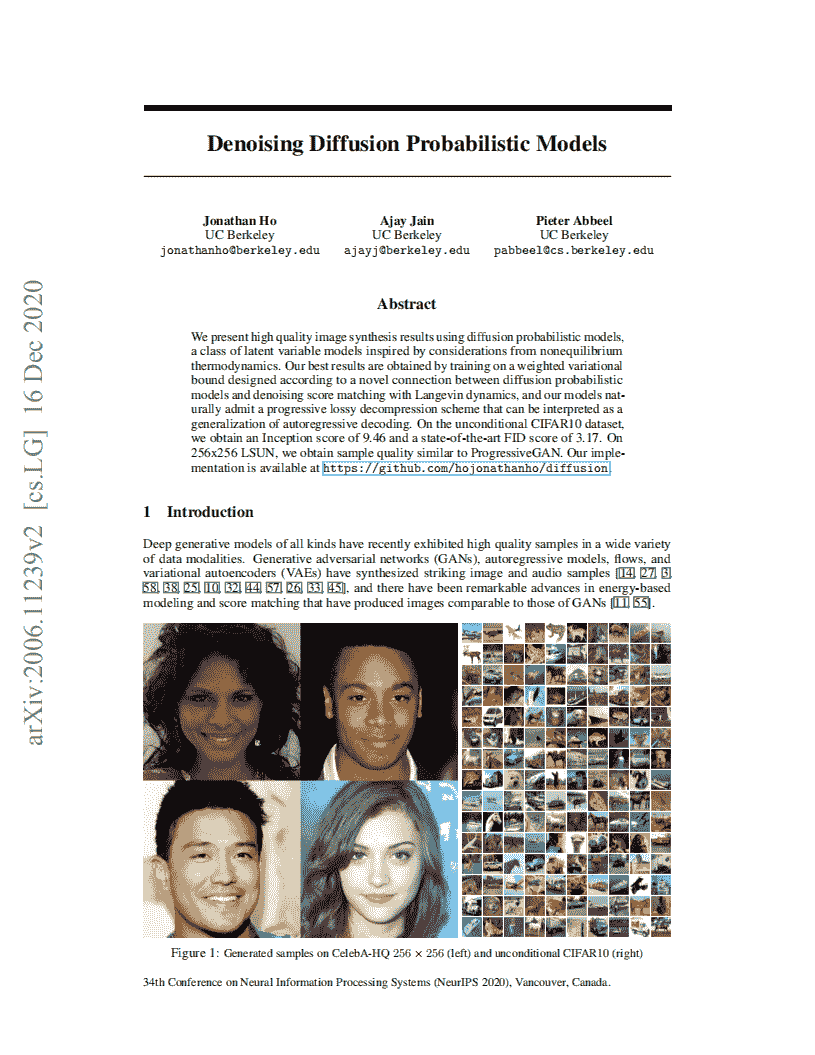 Denoising Diffusion Probabilistic Models
Jonathan Ho
UC Berkeley
jonathanho@berkeley.edu
Ajay Jain
UC Berkeley
ajayj@berkeley.edu
Pieter Abbeel
UC Berkeley
pabbeel@cs.berkeley.edu
arXiv:2006.11239v2 [cs.LG] 16 Dec 2020
Abstract
We present high quality image synthesis results using diffusion probabilistic models,
a class of latent variable models inspired by considerations from nonequilibrium
thermodynamics. Our best results are obtained by training on a weighted variational
bound designed according to a novel connection between diffusion probabilistic
models and denoising score matching with Langevin dynamics, and our models nat-
urally admit a progressive lossy decompression scheme that can be interpreted as a
generalization of autoregressive decoding. On the unconditional CIFAR10 dataset,
we obtain an Inception score of 9.46 and a state-of-the-art FID score of 3.17. On
256x256 LSUN, we obtain sample quality similar to ProgressiveGAN. Our imple-
mentation is available at https://github.com/hojonathanho/diffusion.
1 Introduction
Deep generative models of all kinds have recently exhibited high quality samples in a wide variety
of data modalities. Generative adversarial networks (GANs), autoregressive models, flows, and
variational autoencoders (VAEs) have synthesized striking image and audio samples [14, 27, 3,
58, 38, 25, 10, 32, 44, 57, 26, 33, 45], and there have been remarkable advances in energy-based
modeling and score matching that have produced images comparable to those of GANs [11, 55].
Figure 1: Generated samples on CelebA-HQ 256 × 256 (left) and unconditional CIFAR10 (right)
34th Conference on Neural Information Processing Systems (NeurIPS 2020), Vancouver, Canada.